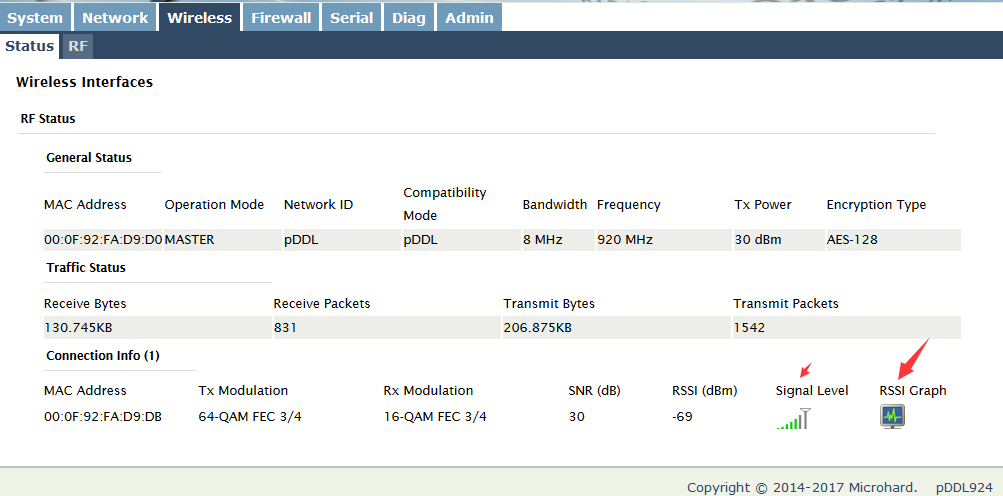 System Network Wireless Firewall Serial Diag Admin
Status RF
Wireless Interfaces
RF Status
General Status
MAC Address Operation Mode Network ID Compatibility Mode Bandwidth Frequency Tx Power Encryption Type
00:0F:92:FA:D9:D0 MASTER pDDL pDDL 8 MHz 920 MHz 30 dBm AES-128
Traffic Status
Receive Bytes Receive Packets Transmit Bytes Transmit Packets
130.745KB 831 206.875KB 1542
Connection Info (1)
MAC Address Tx Modulation Rx Modulation SNR (dB) RSSI (dBm) Signal Level RSSI Graph
00:0F:92:FA:D9:DB 64-QAM FEC 3/4 16-QAM FEC 3/4 30 -69
Copyright © 2014-2017 Microhard. pDDL924